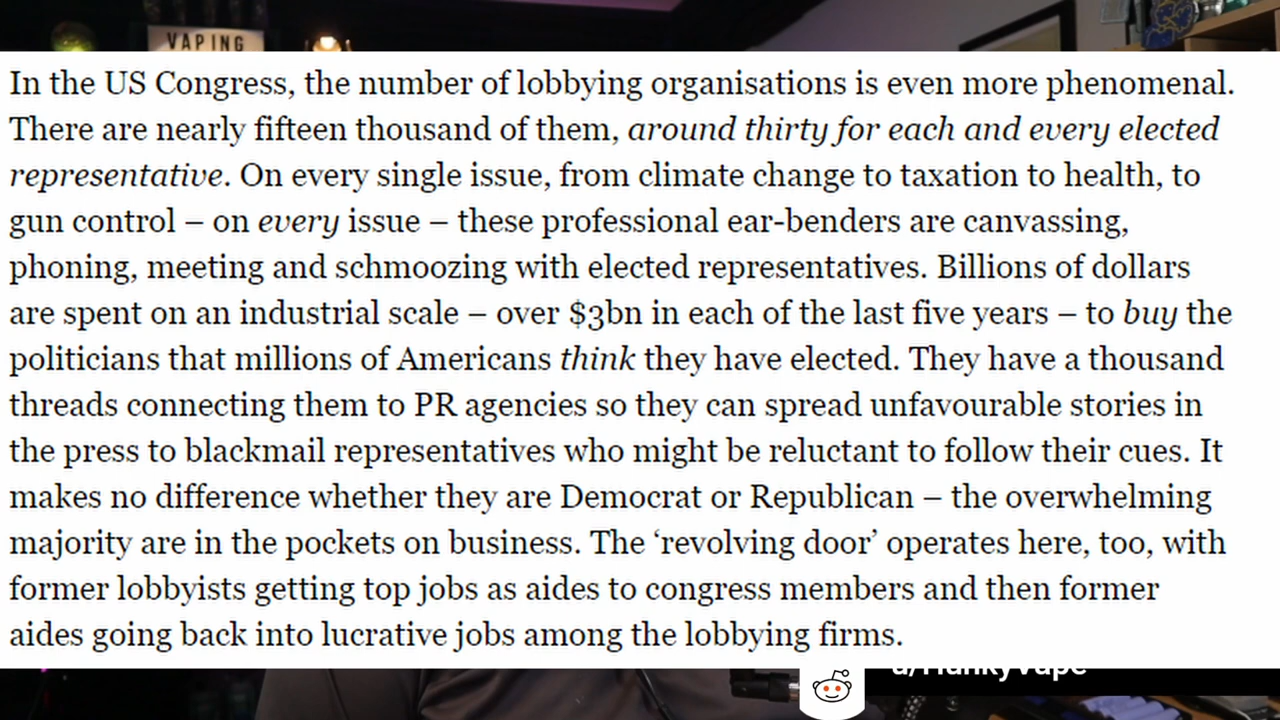 VAPING
In the US Congress, the number of lobbying organisations is even more phenomenal.
There are nearly fifteen thousand of them, around thirty for each and every elected
representative. On every single issue, from climate change to taxation to health, to
gun control – on every issue – these professional ear-benders are canvassing,
phoning, meeting and schmoozing with elected representatives. Billions of dollars
are spent on an industrial scale – over $3bn in each of the last five years – to buy the
politicians that millions of Americans think they have elected. They have a thousand
threads connecting them to PR agencies so they can spread unfavourable stories in
the press to blackmail representatives who might be reluctant to follow their cues. It
makes no difference whether they are Democrat or Republican – the overwhelming
majority are in the pockets on business. The ‘revolving door’ operates here, too, with
former lobbyists getting top jobs as aides to congress members and then former
aides going back into lucrative jobs among the lobbying firms.